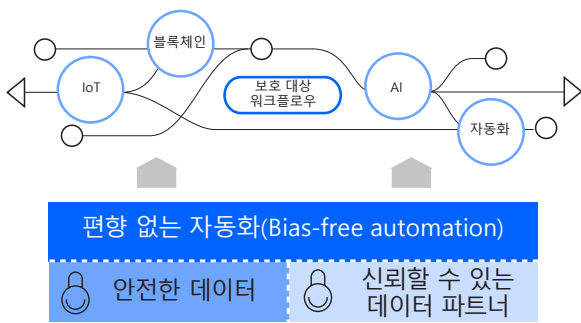 블록체인
IoT
보호 대상
워크플로우
AI
자동화
편향 없는 자동화(Bias-free automation)
안전한 데이터
신뢰할 수 있는
데이터 파트너